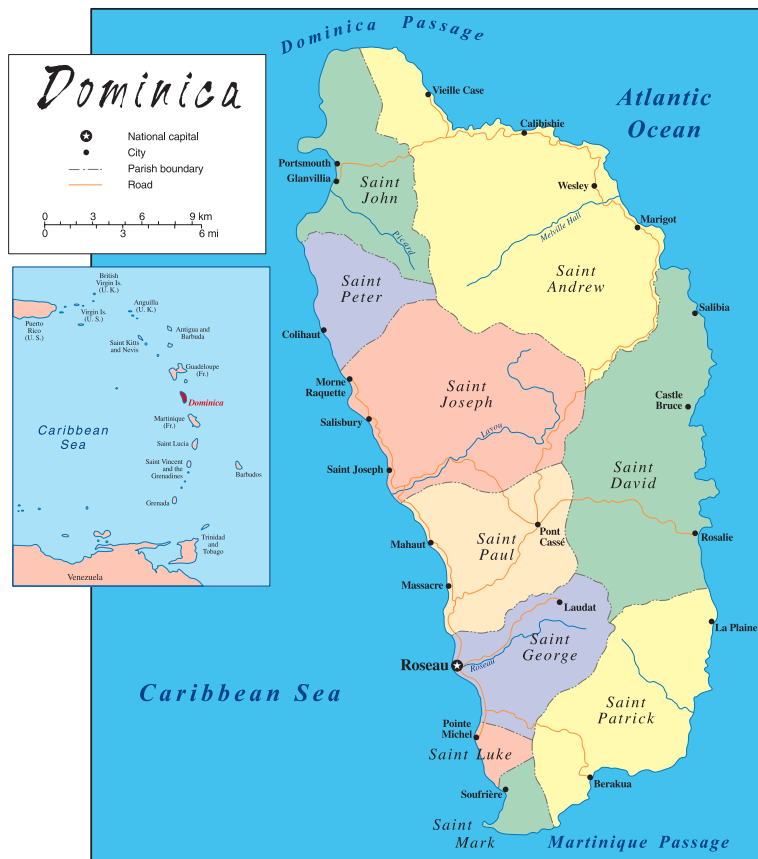 Dominica
National capital
City
Parish boundary
Road
0 3 6 9 km
0 3 6 mi
British
Virgin Is.
(U. K.)
Anguilla
(U. K.)
Puerto
Rico
(U. S.)
Virgin Is.
(U. S.)
Saint Kitts
and Nevis
Antigua and
Barbuda
Guadeloupe
(Fr.)
Dominica
Martinique
(Fr.)
Caribbean
Sea
Saint Lucia
Saint Vincent
and the
Grenadines
Barbados
Grenada
Trinidad
and
Tobago
Venezuela
Dominica Passage
Atlantic
Ocean
Vieille Case
Calibishie
Portsmouth
Glanvillia
Saint
John
Wesley
Marigot
Picard
Melville Hall
Saint
Peter
Saint
Andrew
Salibia
Colihaut
Morne
Raquette
Saint
Joseph
Castle
Bruce
Salisbury
Layou
Saint Joseph
Saint
David
Mahaut
Saint
Paul
Pont
Cassé
Rosalie
Massacre
Laudat
La Plaine
Saint
George
Roseau
Roseau
Caribbean Sea
Saint
Patrick
Pointe
Michel
Saint Luke
Berakua
Soufrière
Saint
Mark
Martinique Passage